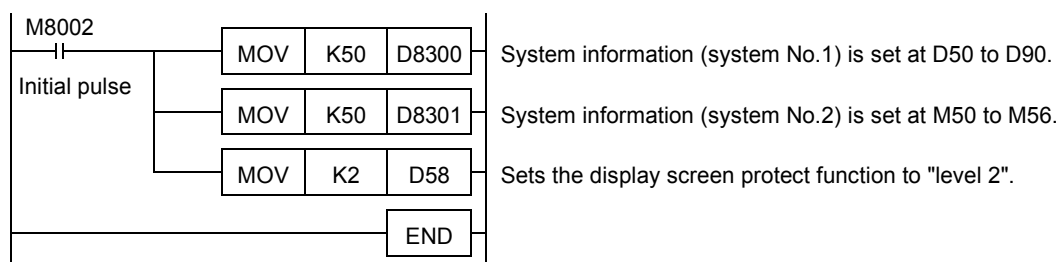 M8002
MOV K50 D8300 System information (system No.1) is set at D50 to D90.
Initial pulse
MOV K50 D8301 System information (system No.2) is set at M50 to M56.
MOV K2 D58 Sets the display screen protect function to "level 2".
END